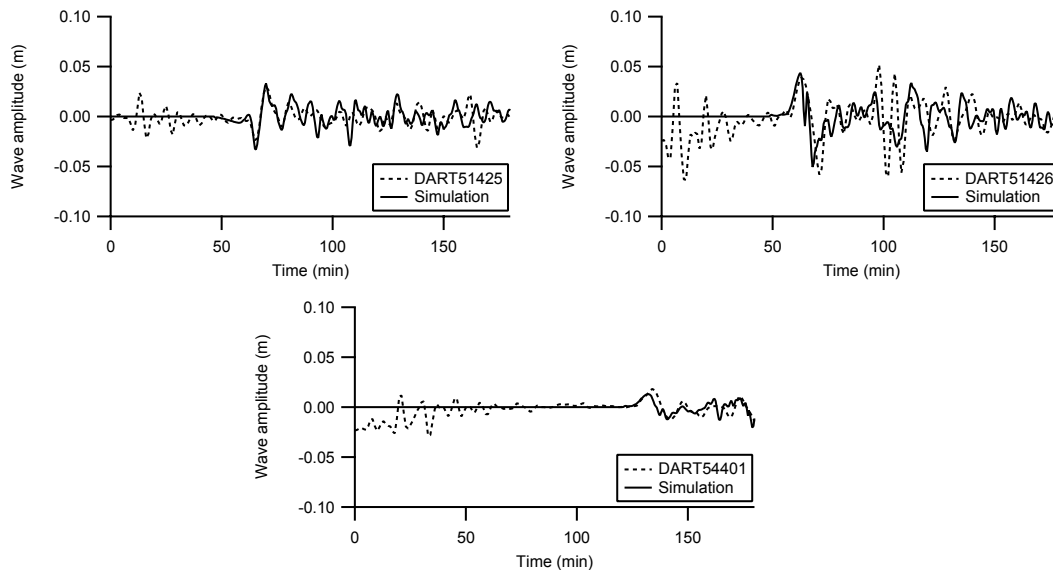 0.10
0.05
0.00
-0.05
-0.10
Wave amplitude (m)
DART51425
Simulation
0 50 100 150
Time (min)
0.10
0.05
0.00
-0.05
-0.10
Wave amplitude (m)
DART51426
Simulation
0 50 100 150
Time (min)
0.10
0.05
0.00
-0.05
-0.10
Wave amplitude (m)
DART54401
Simulation
0 50 100 150
Time (min)